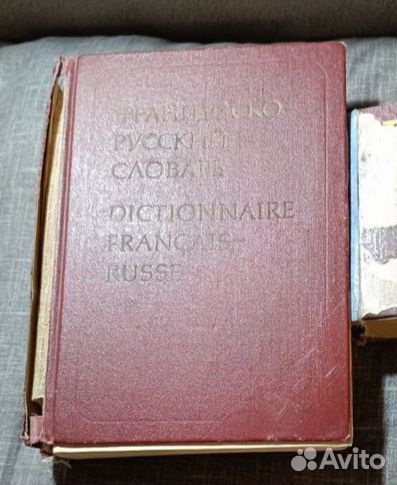 ФРАНЦУЗСКО-
РУССКИЙ
СЛОВАРЬ
DICTIONNAIRE
FRANÇAIS-
RUSSE
Avito